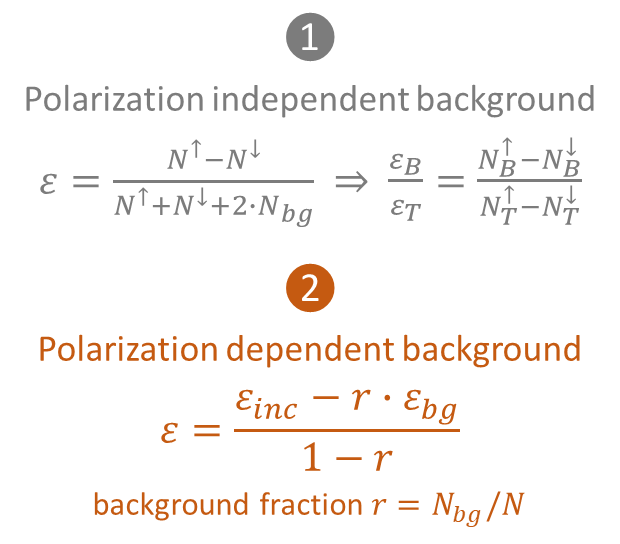 1
Polarization independent background
ε = (N↑−N↓)/(N↑+N↓+2·N_bg) ⇒ ε_B/ε_T = (N_B↑−N_B↓)/(N_T↑−N_T↓)
2
Polarization dependent background
ε = (ε_inc − r · ε_bg)/(1 − r)
background fraction r = N_bg/N